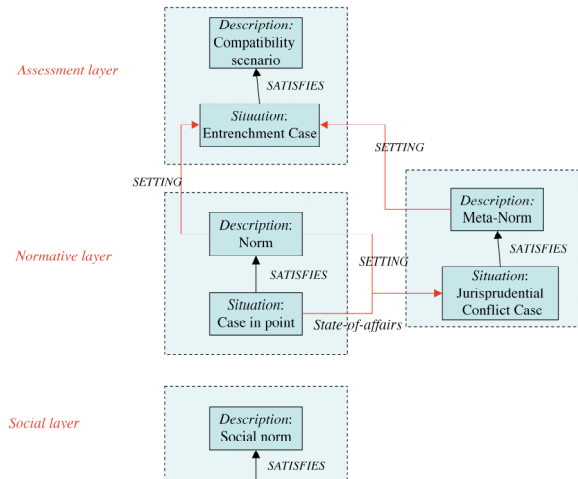 Description:
Compatibility
scenario
Assessment layer
SATISFIES
Situation:
Entrenchment Case
SETTING
SETTING
Description:
Meta-Norm
Description:
Norm
Normative layer
SATISFIES
SETTING
SATISFIES
Situation:
Jurisprudential
Conflict Case
Situation:
Case in point
State-of-affairs
Description:
Social norm
Social layer
SATISFIES